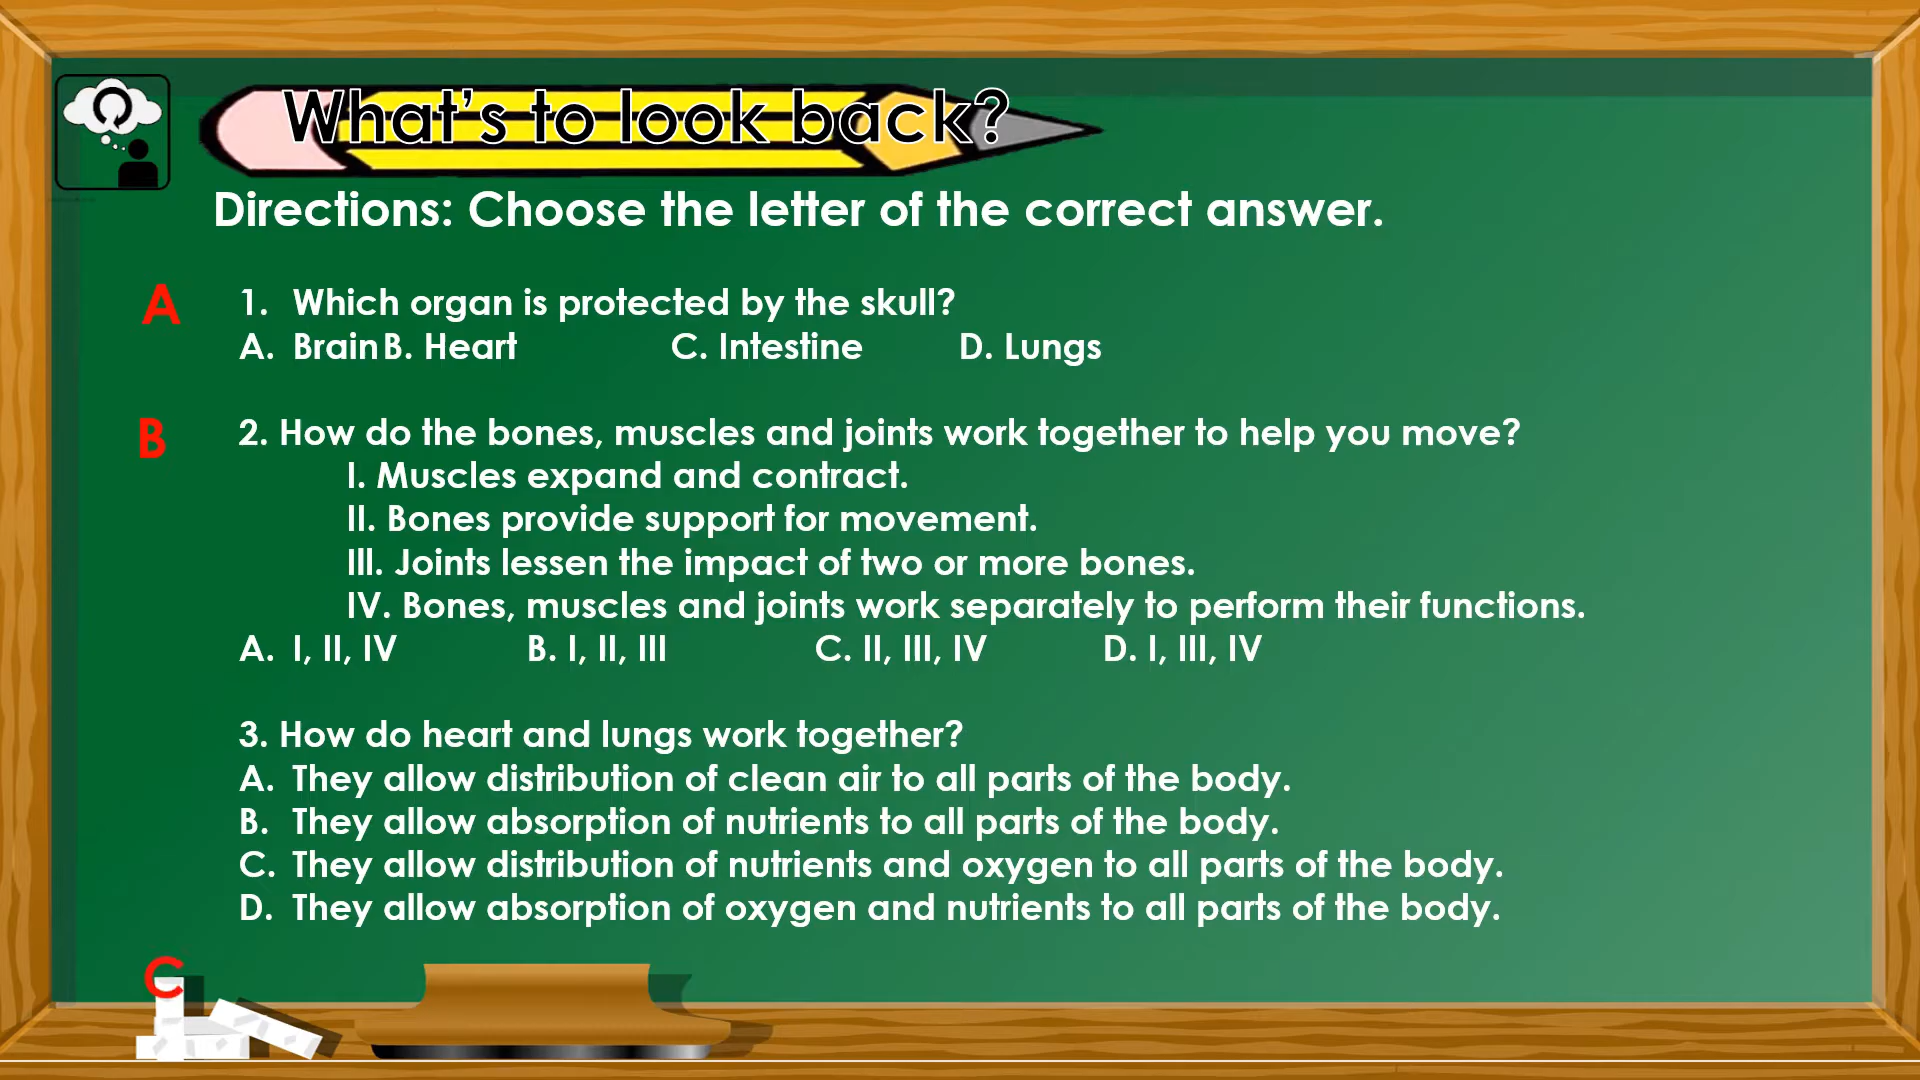 What's to look back?
Directions: Choose the letter of the correct answer.
A 1. Which organ is protected by the skull?
A. Brain B. Heart C. Intestine D. Lungs
B 2. How do the bones, muscles and joints work together to help you move?
I. Muscles expand and contract.
II. Bones provide support for movement.
III. Joints lessen the impact of two or more bones.
IV. Bones, muscles and joints work separately to perform their functions.
A. I, II, IV B. I, II, III C. II, III, IV D. I, III, IV
3. How do heart and lungs work together?
A. They allow distribution of clean air to all parts of the body.
B. They allow absorption of nutrients to all parts of the body.
C. They allow distribution of nutrients and oxygen to all parts of the body.
D. They allow absorption of oxygen and nutrients to all parts of the body.
C